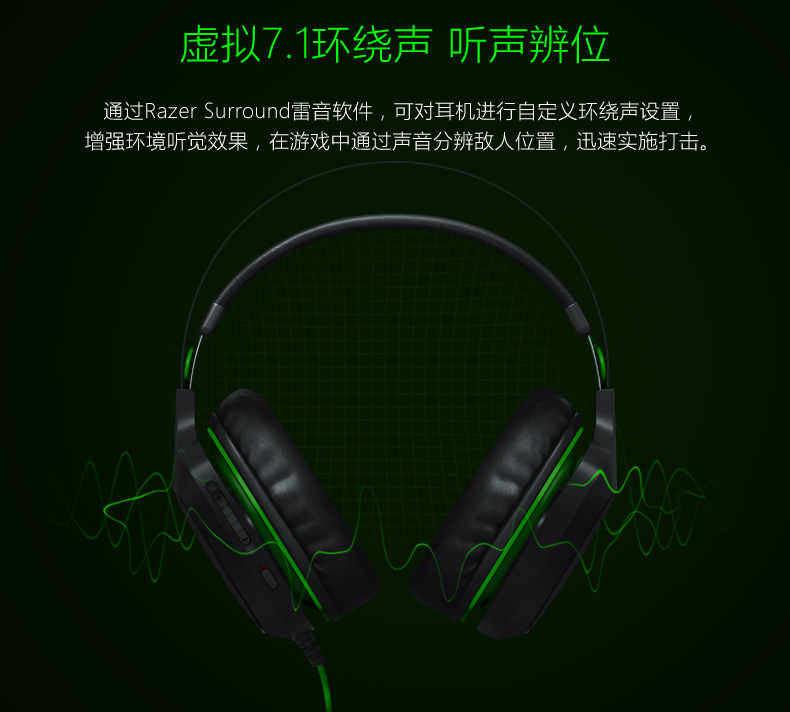 虚拟7.1环绕声 听声辨位
通过Razer Surround雷音软件，可对耳机进行自定义环绕声设置，
增强环境听觉效果，在游戏中通过声音分辨敌人位置，迅速实施打击。